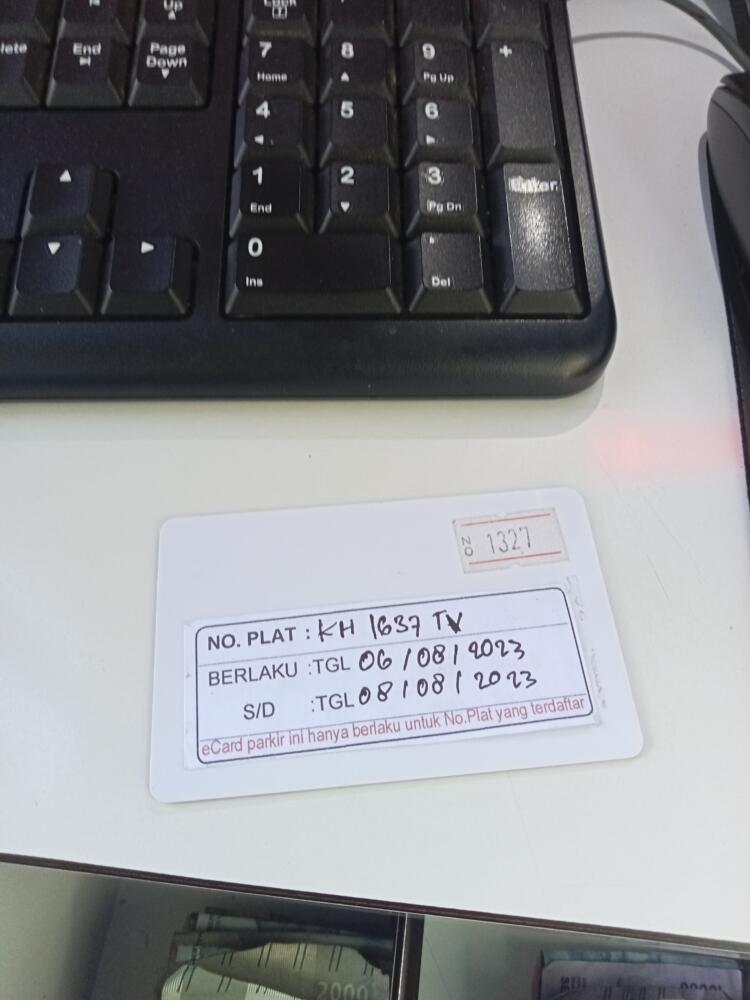 Up
lete
End
Page
Down
7
Home
8
9
Pg Up
+
4
5
6
1
End
2
3
Pg Dn
Enter
0
Ins
.
Del
NO 1327
NO. PLAT : KH 1637 TV
BERLAKU :TGL 06/08/2023
S/D :TGL 08/08/2023
eCard parkir ini hanya berlaku untuk No.Plat yang terdaftar